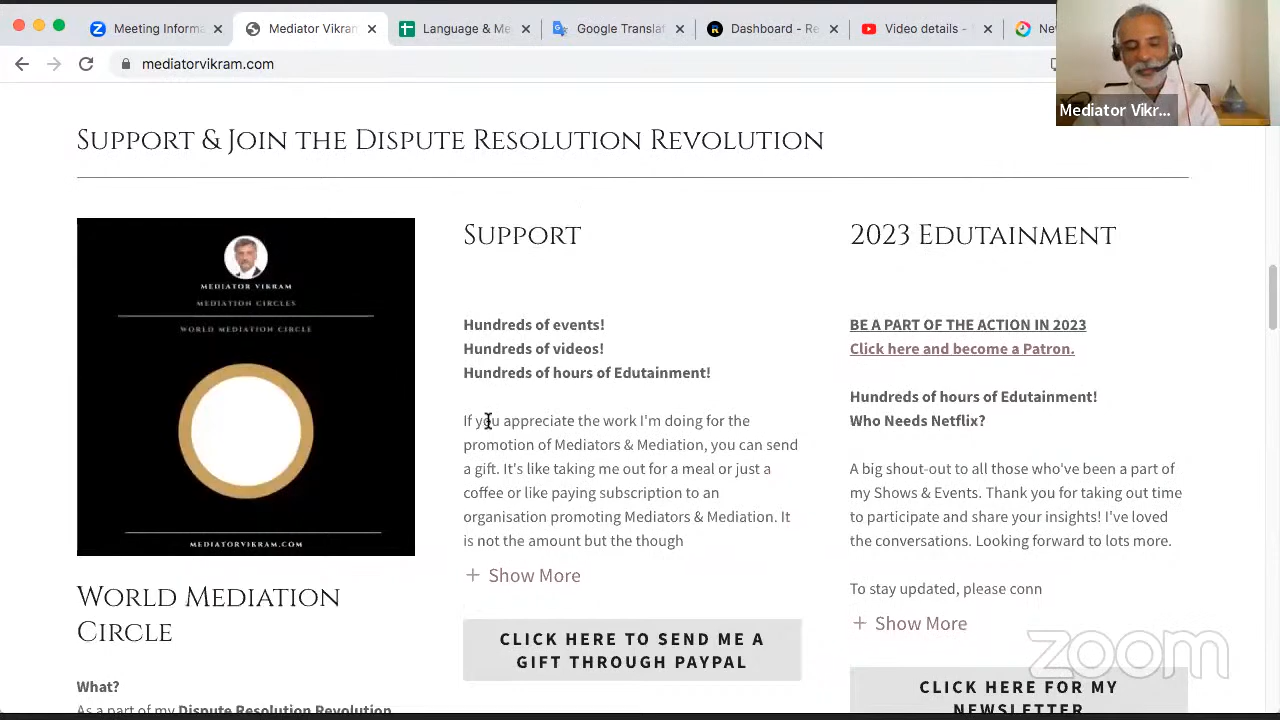 Meeting Informa
Mediator Vikram
Language & Me
Google Translat
Dashboard - Re
Video details -
New
mediatorvikram.com
Mediator Vikr...
Support & Join the Dispute Resolution Revolution
MEDIATOR VIKRAM
MEDIATION CIRCLES
WORLD MEDIATION CIRCLE
MEDIATORVIKRAM.COM
World Mediation
Circle
What?
As a part of my Dispute Resolution Revolution
Support
Hundreds of events!
Hundreds of videos!
Hundreds of hours of Edutainment!
If you appreciate the work I'm doing for the
promotion of Mediators & Mediation, you can send
a gift. It's like taking me out for a meal or just a
coffee or like paying subscription to an
organisation promoting Mediators & Mediation. It
is not the amount but the though
+ Show More
CLICK HERE TO SEND ME A
GIFT THROUGH PAYPAL
2023 Edutainment
BE A PART OF THE ACTION IN 2023
Click here and become a Patron.
Hundreds of hours of Edutainment!
Who Needs Netflix?
A big shout-out to all those who've been a part of
my Shows & Events. Thank you for taking out time
to participate and share your insights! I've loved
the conversations. Looking forward to lots more.
To stay updated, please conn
+ Show More
CLICK HERE FOR MY
NEWSLETTER
zoom